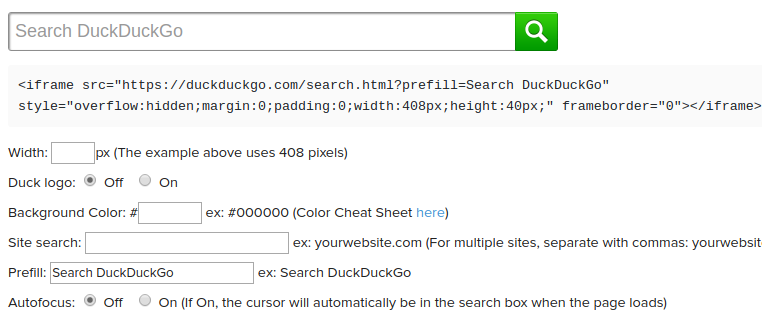 Search DuckDuckGo
<iframe src="https://duckduckgo.com/search.html?prefill=Search DuckDuckGo"
style="overflow:hidden;margin:0;padding:0;width:408px;height:40px;" frameborder="0"></iframe>
Width: px (The example above uses 408 pixels)
Duck logo: Off On
Background Color: # ex: #000000 (Color Cheat Sheet here)
Site search: ex: yourwebsite.com (For multiple sites, separate with commas: yourwebsit
Prefill: Search DuckDuckGo ex: Search DuckDuckGo
Autofocus: Off On (If On, the cursor will automatically be in the search box when the page loads)